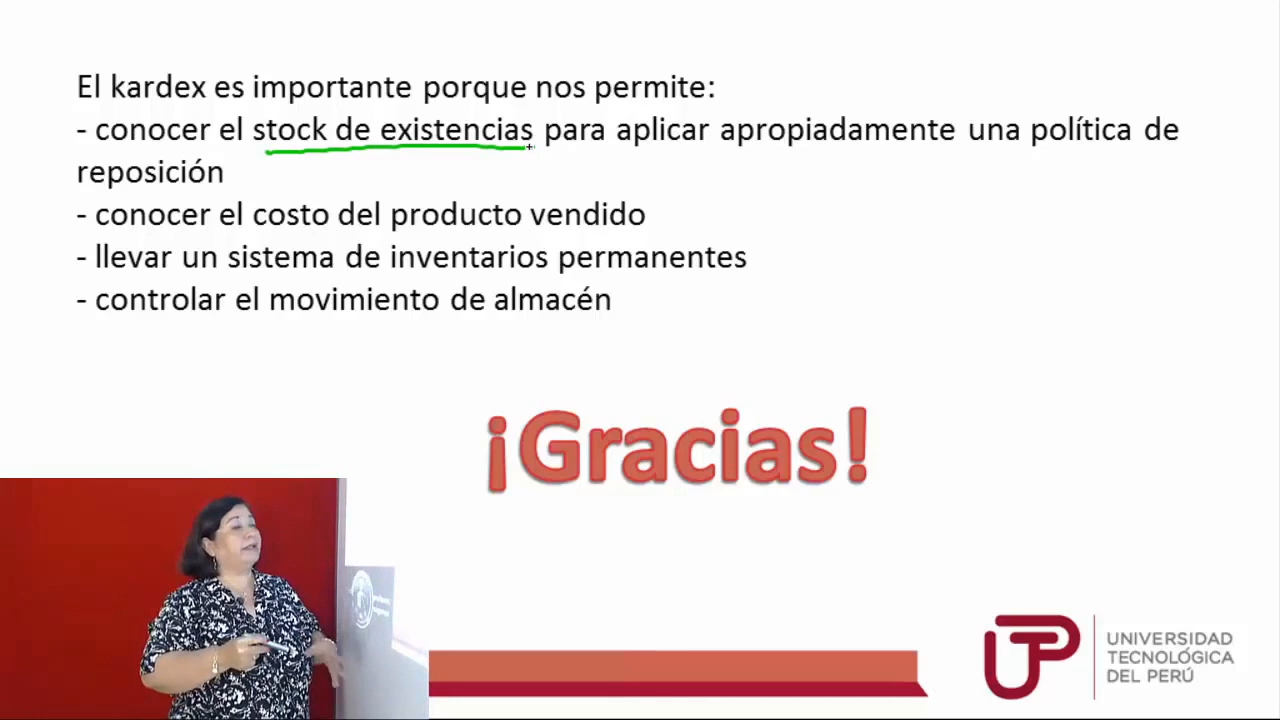 El kardex es importante porque nos permite:
- conocer el stock de existencias para aplicar apropiadamente una política de
reposición
- conocer el costo del producto vendido
- llevar un sistema de inventarios permanentes
- controlar el movimiento de almacén
¡Gracias!
UTP
UNIVERSIDAD
TECNOLÓGICA
DEL PERÚ